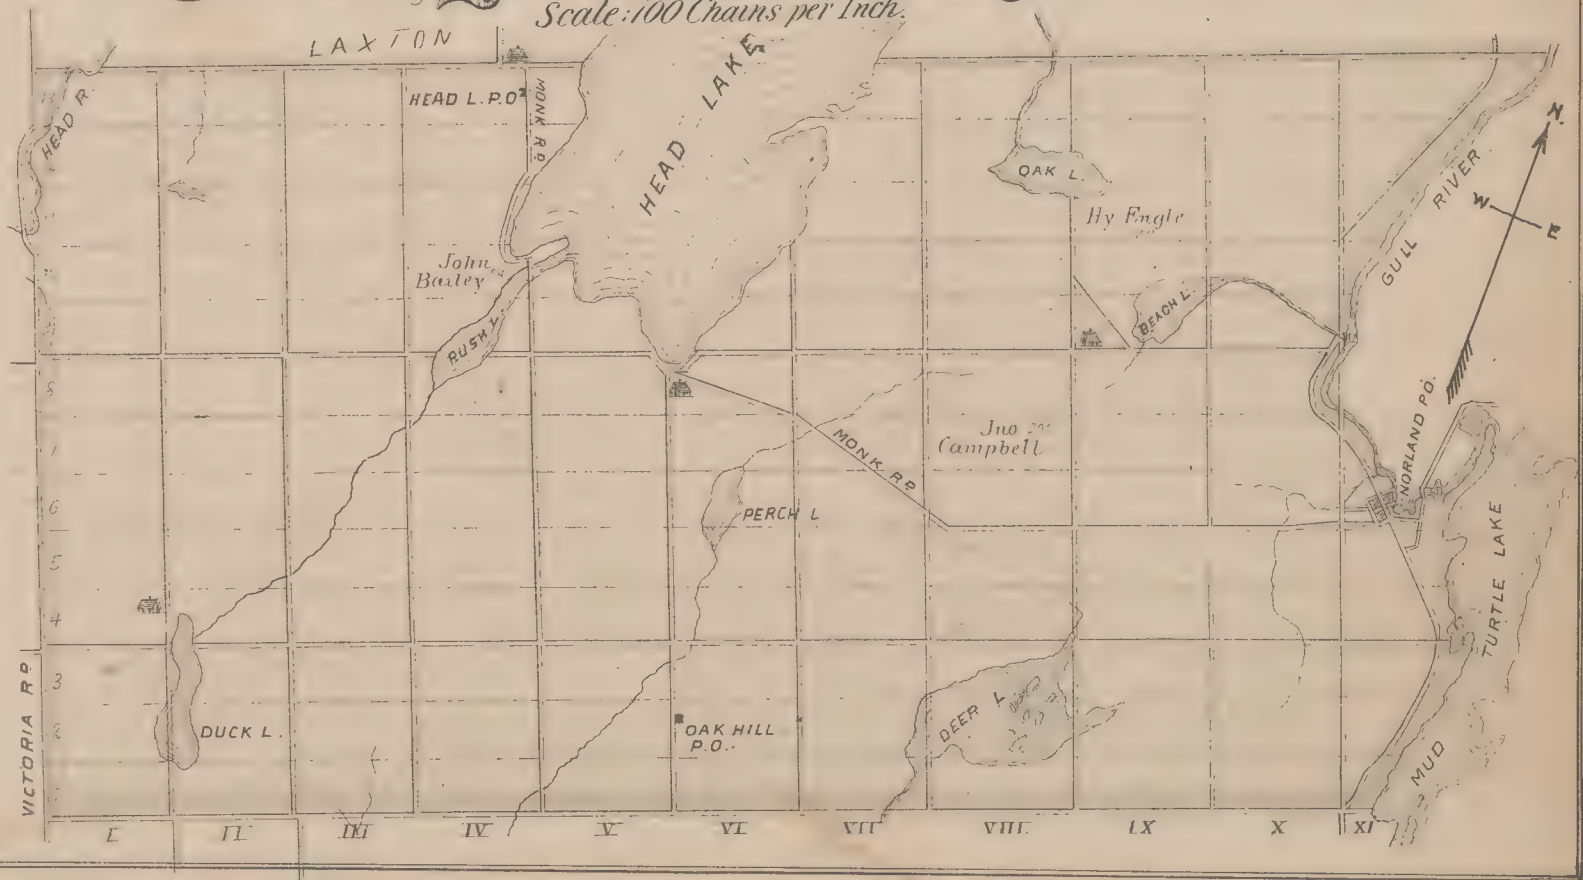 Scale: 100 Chains per Inch.
LAXTON
HEAD R.
HEAD L. P.O
MONK RD
HEAD LAKE
OAK L.
Hy Engle
GULL RIVER
N.
W
E
John
Bailey
RUSH L.
BEACH L.
8
7
6
5
4
3
2
1
MONK RD
Jno
Campbell
NORLAND PO.
PERCH L
TURTLE LAKE
VICTORIA RD
DUCK L.
OAK HILL
P.O.
DEER L
MUD
I II III IV V VI VII VIII IX X XI